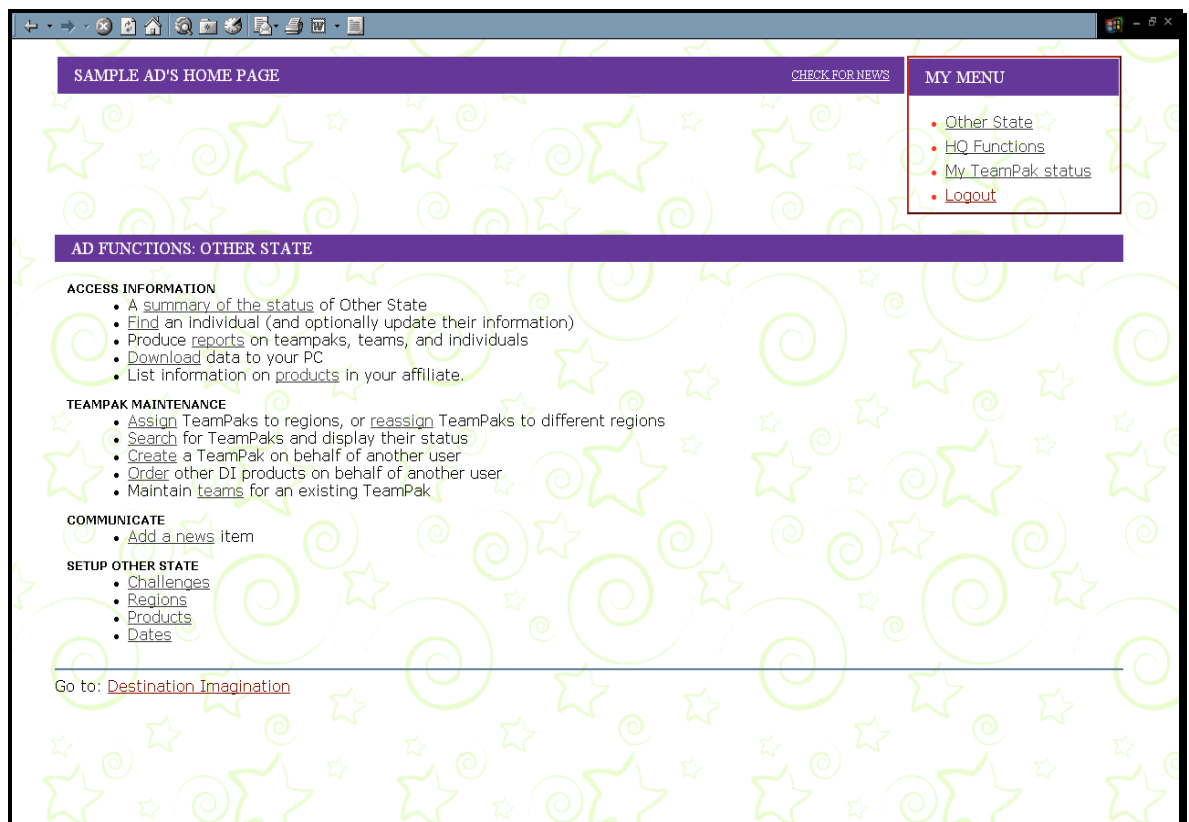 SAMPLE AD'S HOME PAGE
CHECK FOR NEWS
MY MENU
Other State
HQ Functions
My TeamPak status
Logout
AD FUNCTIONS: OTHER STATE
ACCESS INFORMATION
A summary of the status of Other State
Find an individual (and optionally update their information)
Produce reports on teampaks, teams, and individuals
Download data to your PC
List information on products in your affiliate.
TEAMPAK MAINTENANCE
Assign TeamPaks to regions, or reassign TeamPaks to different regions
Search for TeamPaks and display their status
Create a TeamPak on behalf of another user
Order other DI products on behalf of another user
Maintain teams for an existing TeamPak
COMMUNICATE
Add a news item
SETUP OTHER STATE
Challenges
Regions
Products
Dates
Go to: Destination Imagination